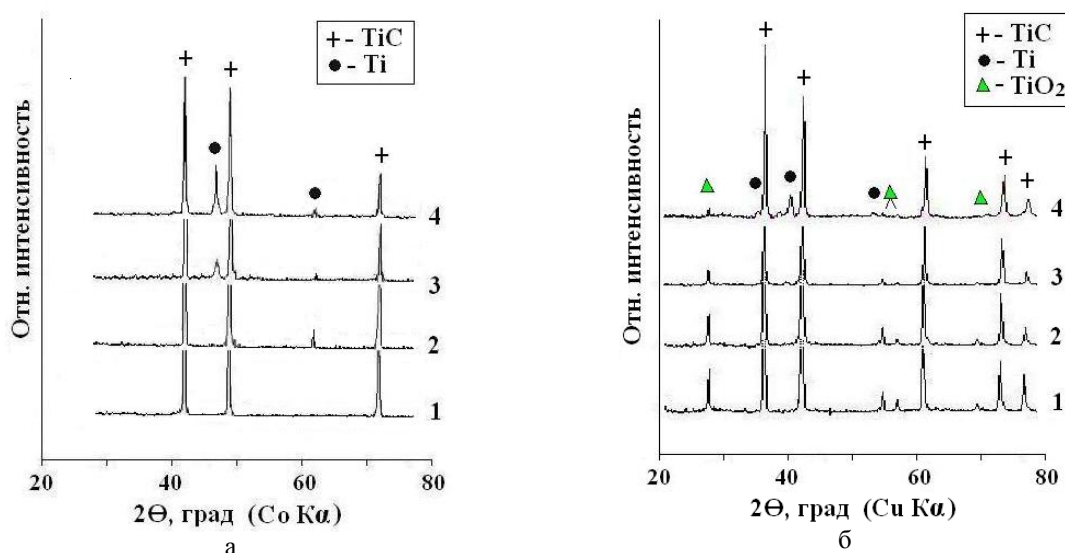 + - TiC
● - Ti
Отн. интенсивность
4
3
2
1
20 40 60 80
2Θ, град (Co Kα)
а
+ - TiC
● - Ti
▲ - TiO₂
Отн. интенсивность
4
3
2
1
20 40 60 80
2Θ, град (Cu Kα)
б